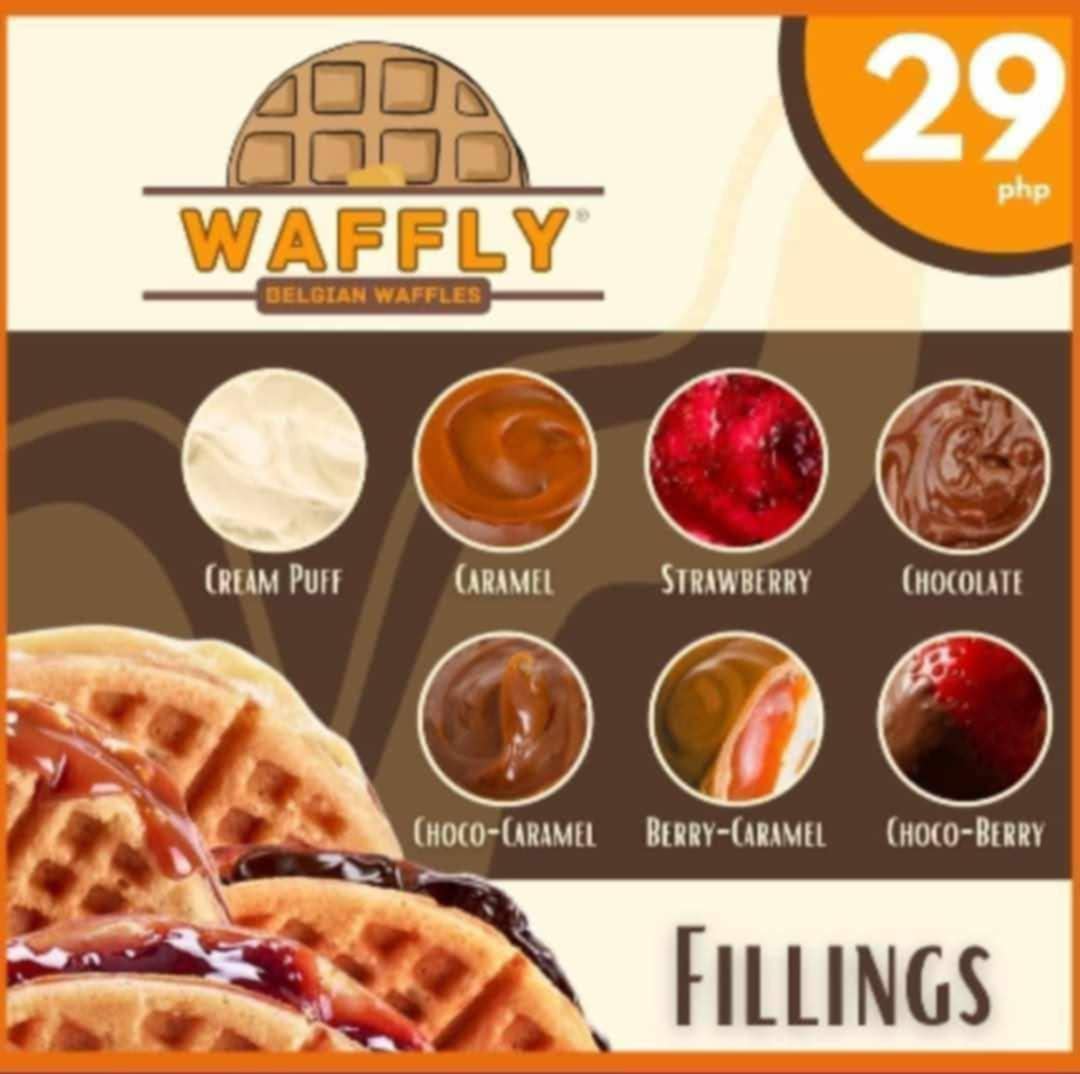 29
php
WAFFLY®
BELGIAN WAFFLES
CREAM PUFF
CARAMEL
STRAWBERRY
CHOCOLATE
CHOCO-CARAMEL
BERRY-CARAMEL
CHOCO-BERRY
FILLINGS